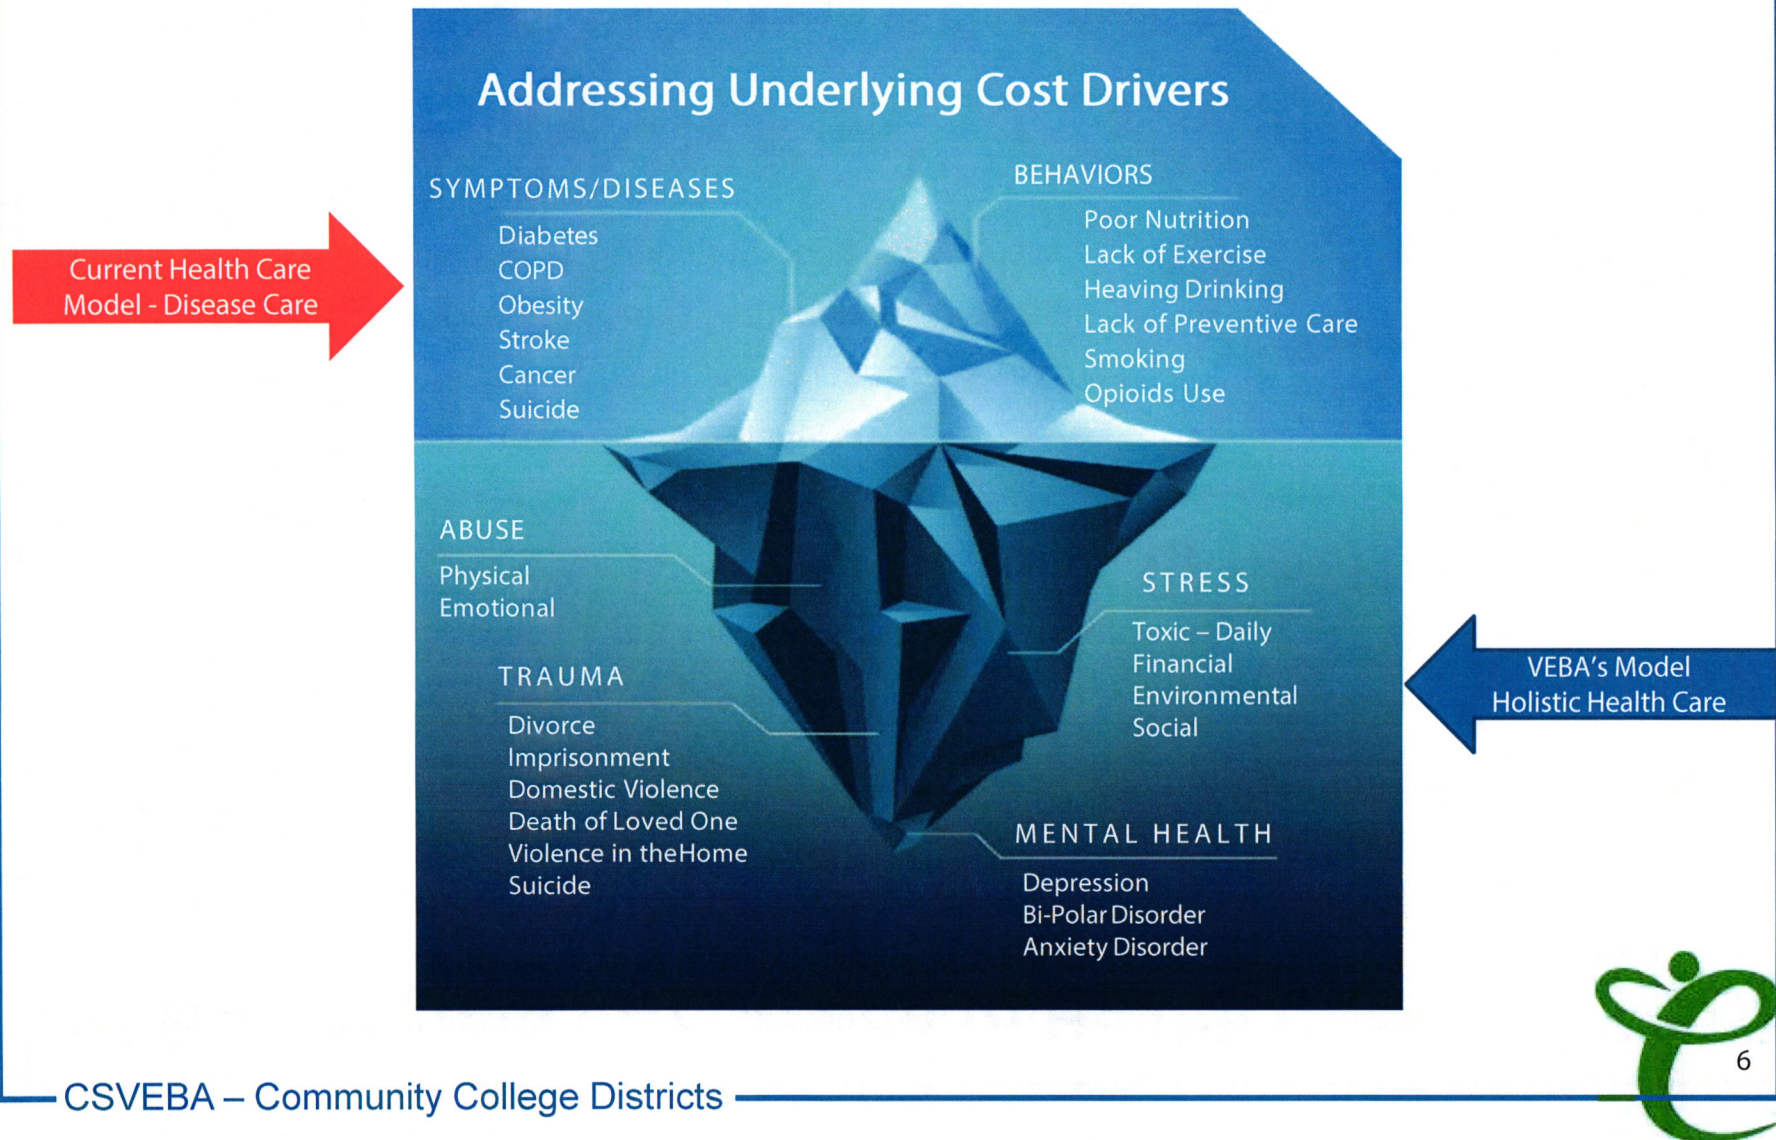 Addressing Underlying Cost Drivers
SYMPTOMS/DISEASES
Diabetes
COPD
Obesity
Stroke
Cancer
Suicide
BEHAVIORS
Poor Nutrition
Lack of Exercise
Heaving Drinking
Lack of Preventive Care
Smoking
Opioids Use
Current Health Care
Model - Disease Care
ABUSE
Physical
Emotional
TRAUMA
Divorce
Imprisonment
Domestic Violence
Death of Loved One
Violence in theHome
Suicide
STRESS
Toxic – Daily
Financial
Environmental
Social
VEBA's Model
Holistic Health Care
MENTAL HEALTH
Depression
Bi-Polar Disorder
Anxiety Disorder
6
CSVEBA – Community College Districts